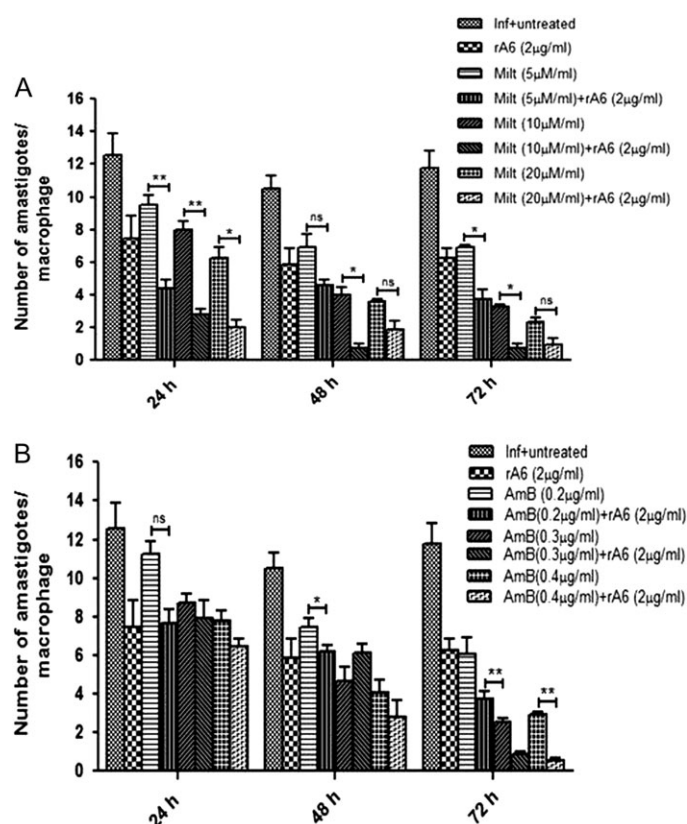 Inf+untreated
rA6 (2µg/ml)
Milt (5µM/ml)
Milt (5µM/ml)+rA6 (2µg/ml)
Milt (10µM/ml)
Milt (10µM/ml)+rA6 (2µg/ml)
Milt (20µM/ml)
Milt (20µM/ml)+rA6 (2µg/ml)
A
Number of amastigotes/
macrophage
16
14
12
10
8
6
4
2
0
**
**
*
ns
*
ns
*
*
ns
24 h
48 h
72 h
B
Inf+untreated
rA6 (2µg/ml)
AmB (0.2µg/ml)
AmB(0.2µg/ml)+rA6 (2µg/ml)
AmB(0.3µg/ml)
AmB(0.3µg/ml)+rA6 (2µg/ml)
AmB(0.4µg/ml)
AmB(0.4µg/ml)+rA6 (2µg/ml)
Number of amastigotes/
macrophage
16
14
12
10
8
6
4
2
0
ns
*
**
**
24 h
48 h
72 h